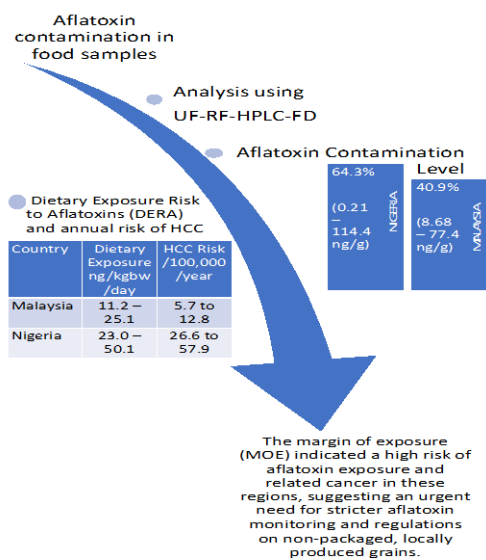 Aflatoxin
contamination in
food samples
Analysis using
UF-RF-HPLC-FD
Aflatoxin Contamination
Level
64.3%
(0.21
– 114.4
ng/g)
NIGERIA
40.9%
(8.68
– 77.4
ng/g)
MALAYSIA
Dietary Exposure Risk
to Aflatoxins (DERA)
and annual risk of HCC
Country Dietary Exposure ng/kgbw /day HCC Risk /100,000 /year
Malaysia 11.2 – 25.1 5.7 to 12.8
Nigeria 23.0 – 50.1 26.6 to 57.9
The margin of exposure
(MOE) indicated a high risk of
aflatoxin exposure and
related cancer in these
regions, suggesting an urgent
need for stricter aflatoxin
monitoring and regulations
on non-packaged, locally
produced grains.